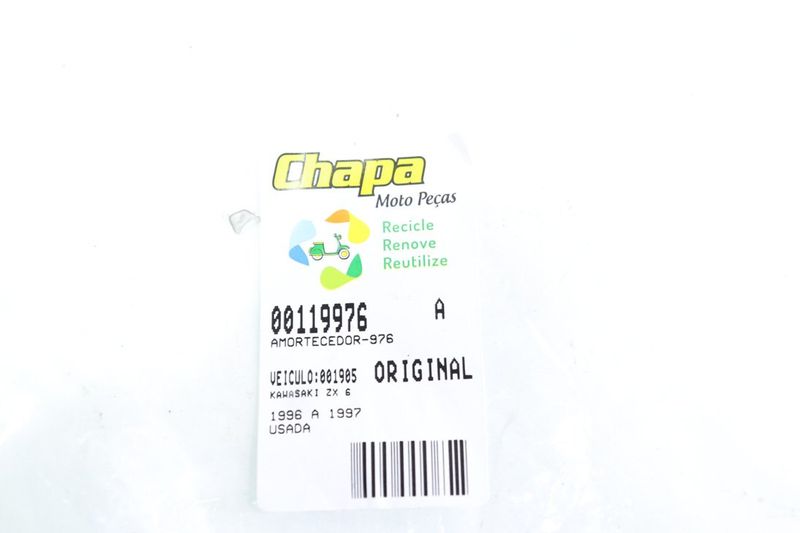 Chapa
Moto Peças
Recicle
Renove
Reutilize
00119976 A
AMORTECEDOR-976
VEICULO:001905 ORIGINAL
KAWASAKI ZX 6
1996 A 1997
USADA